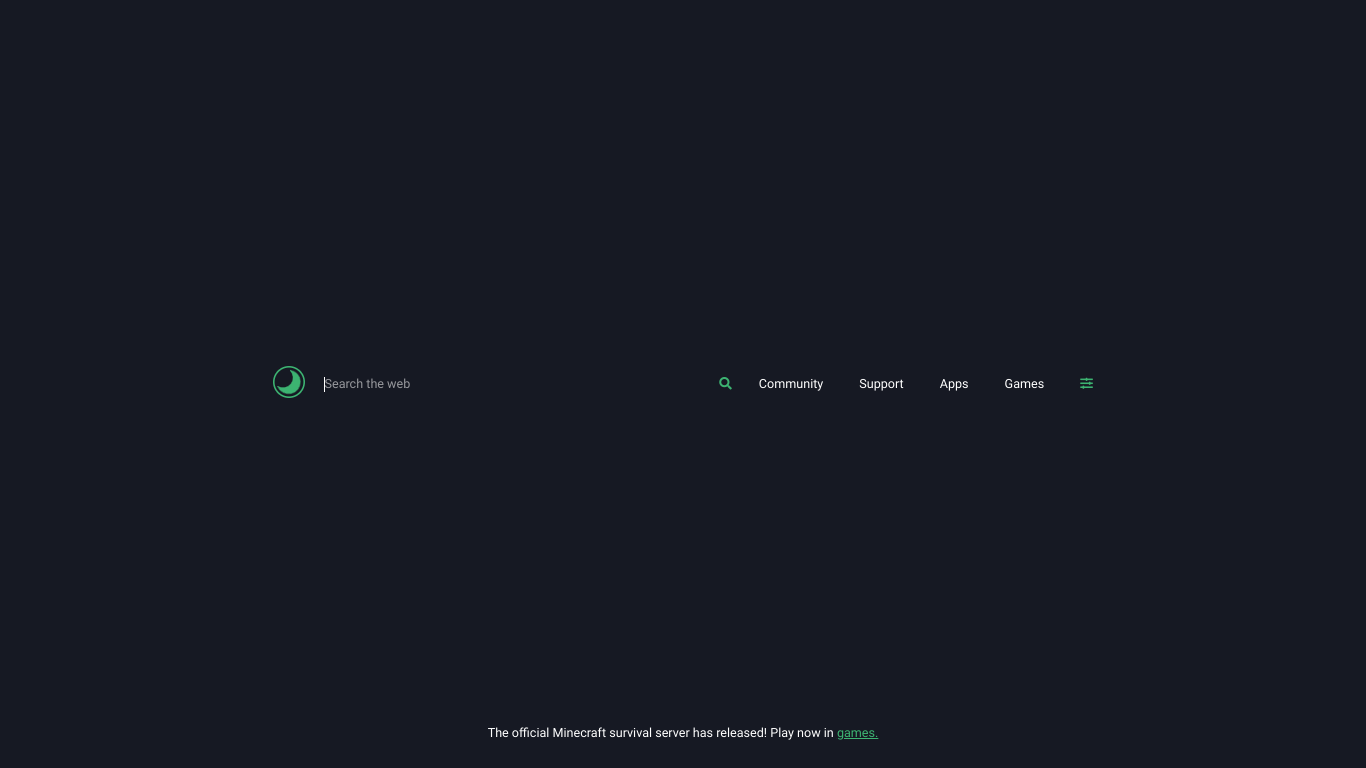 Search the web Community Support Apps Games
The official Minecraft survival server has released! Play now in games.